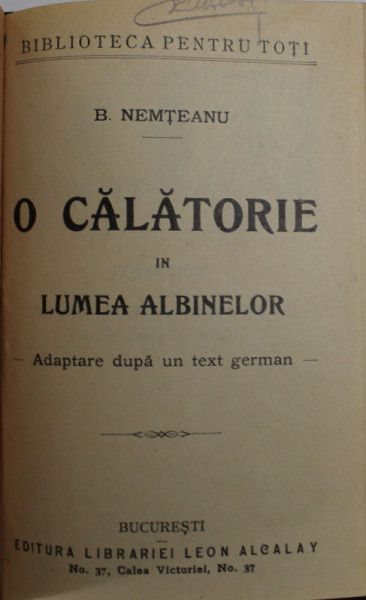 BIBLIOTECA PENTRU TOȚI
B. NEMȚEANU
O CĂLĂTORIE
IN
LUMEA ALBINELOR
— Adaptare după un text german —
BUCUREȘTI
EDITURA LIBRARIEI LEON ALCALAY
No. 37, Calea Victoriei, No. 37